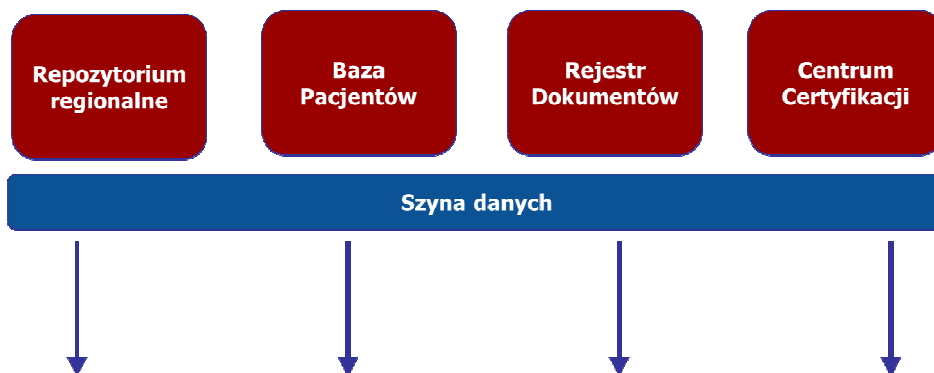 Repozytorium
regionalne
Baza
Pacjentów
Rejestr
Dokumentów
Centrum
Certyfikacji
Szyna danych